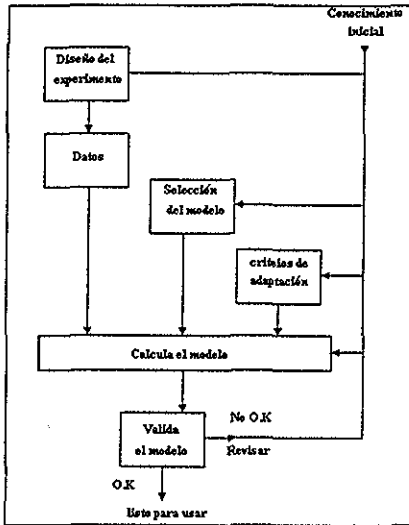 Conocimiento
inicial
Diseño del
experimento
Datos
Selección
del modelo
criterios de
adaptación
Calcula el modelo
Valida
el modelo
No O.K
Revisar
O.K
listo para usar